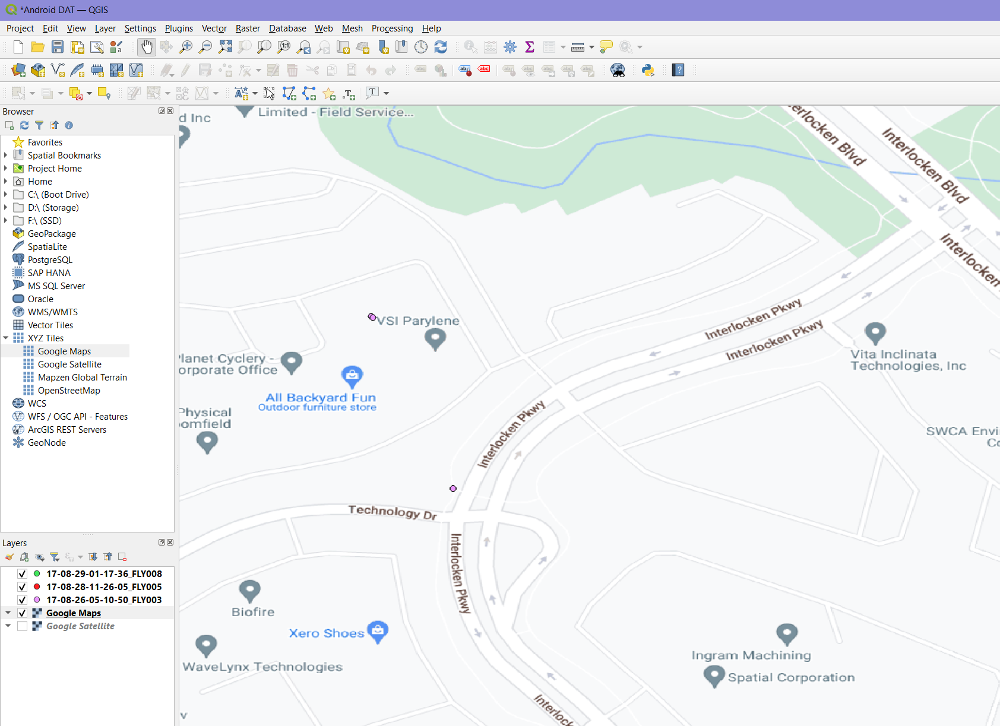 *Android DAT — QGIS
Project Edit View Layer Settings Plugins Vector Raster Database Web Mesh Processing Help
Browser
Favorites
Spatial Bookmarks
Project Home
Home
C:\ (Boot Drive)
D:\ (Storage)
F:\ (SSD)
GeoPackage
SpatiaLite
PostgreSQL
SAP HANA
MS SQL Server
Oracle
WMS/WMTS
Vector Tiles
XYZ Tiles
Google Maps
Google Satellite
Mapzen Global Terrain
OpenStreetMap
WCS
WFS / OGC API - Features
ArcGIS REST Servers
GeoNode
Layers
17-08-29-01-17-36_FLY008
17-08-28-11-26-05_FLY005
17-08-26-05-10-50_FLY003
Google Maps
Google Satellite
d Inc
Limited - Field Service...
erlocken Blvd
Interlocken Blvd
Interlocken
Interlocken Pkwy
Interlocken Pkwy
VSI Parylene
Vita Inclinata
Technologies, Inc
lanet Cyclery -
orporate Office
All Backyard Fun
Outdoor furniture store
Physical
omfield
Interlocken Pkwy
SWCA Envi
Co
Technology Dr
Interlocken Pkwy
Biofire
Xero Shoes
WaveLynx Technologies
Ingram Machining
Spatial Corporation
Interlock
v